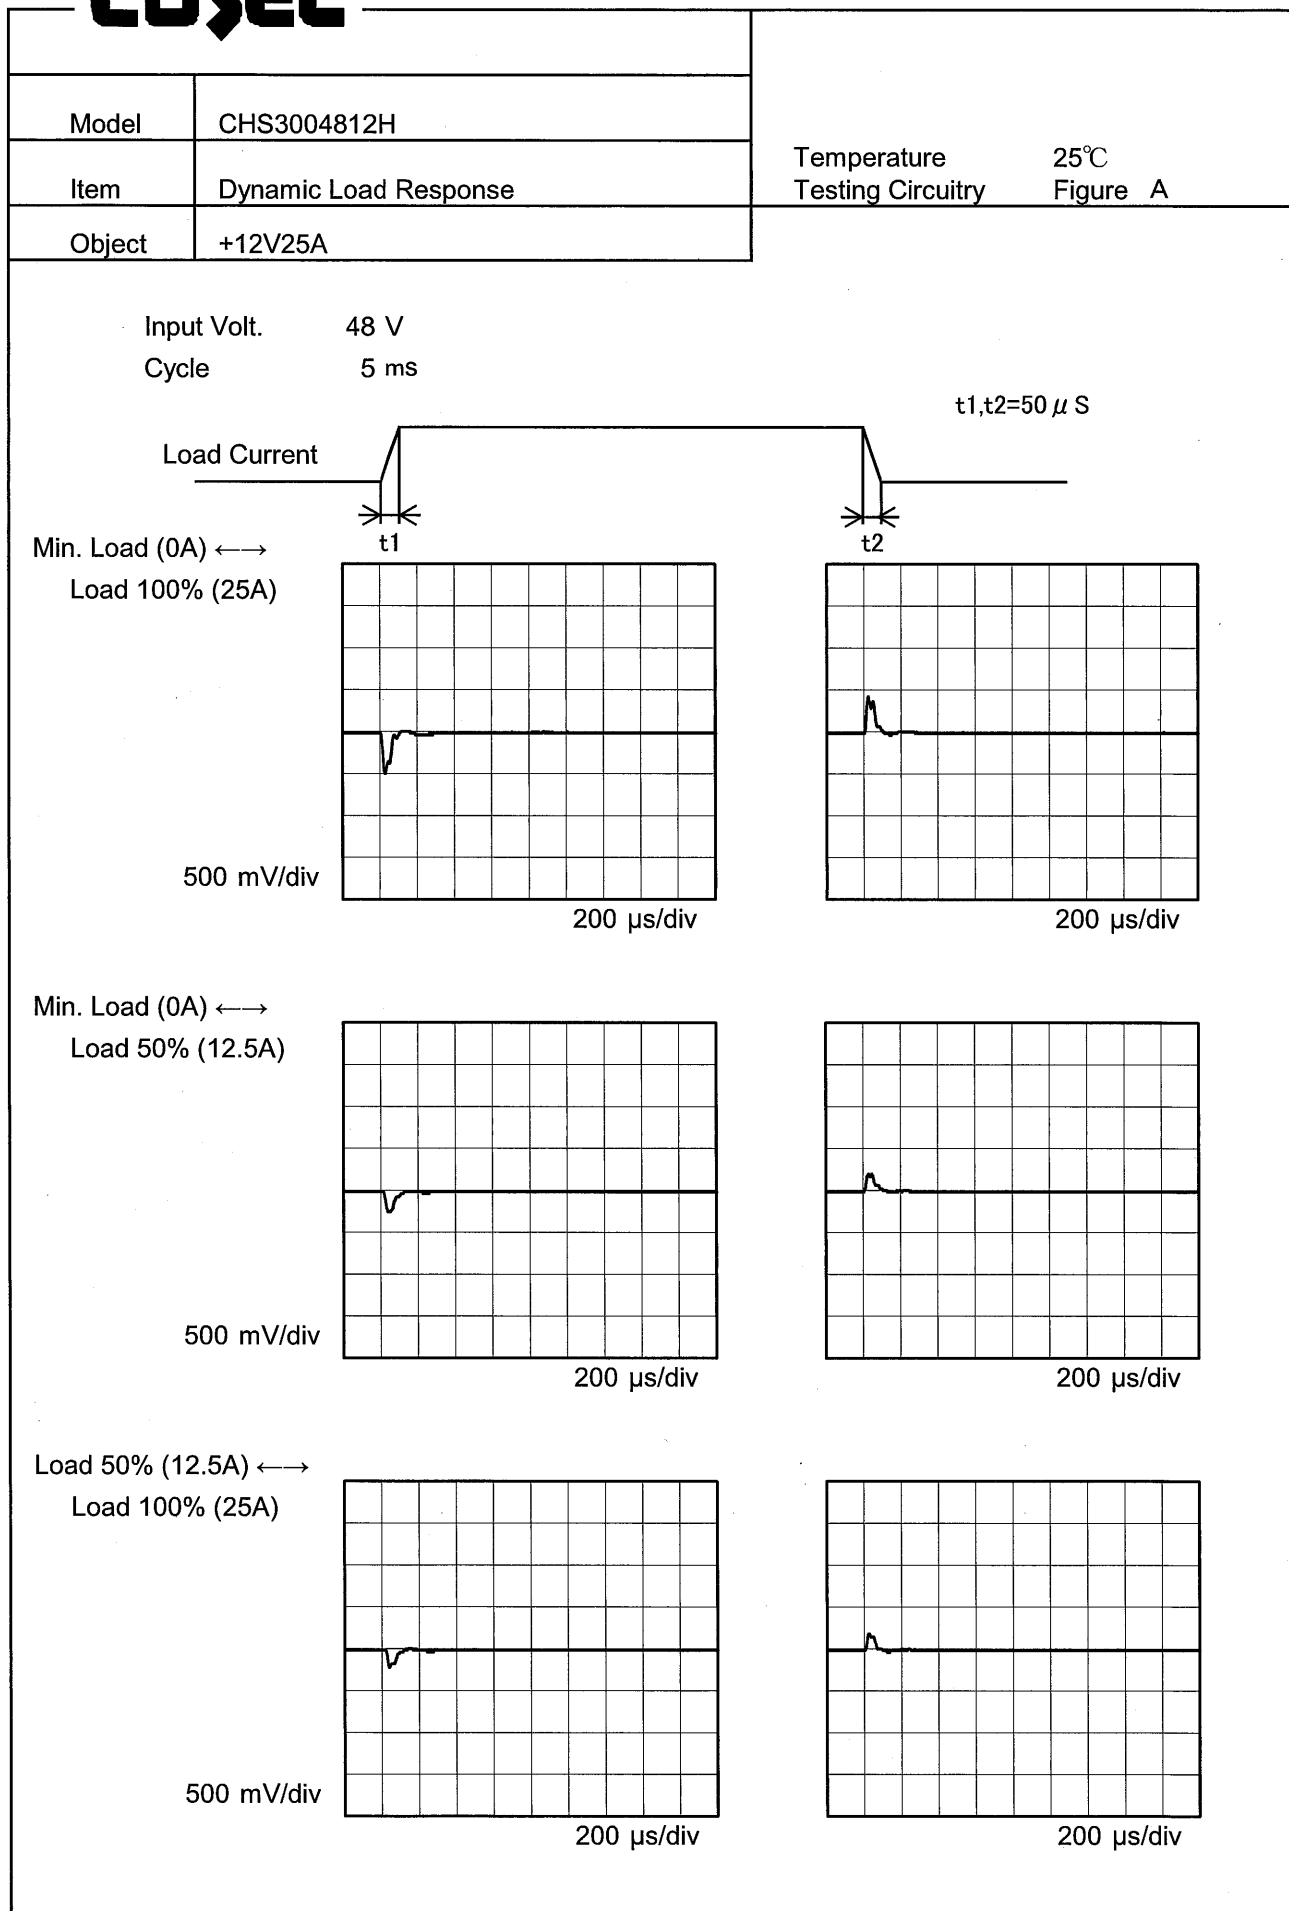 COSEL
Model CHS3004812H
Item Dynamic Load Response
Object +12V25A
Temperature 25℃
Testing Circuitry Figure A
Input Volt. 48 V
Cycle 5 ms
t1,t2=50 μ S
Load Current
t1 t2
Min. Load (0A) ←→
Load 100% (25A)
500 mV/div
200 µs/div 200 µs/div
Min. Load (0A) ←→
Load 50% (12.5A)
500 mV/div
200 µs/div 200 µs/div
Load 50% (12.5A) ←→
Load 100% (25A)
500 mV/div
200 µs/div 200 µs/div